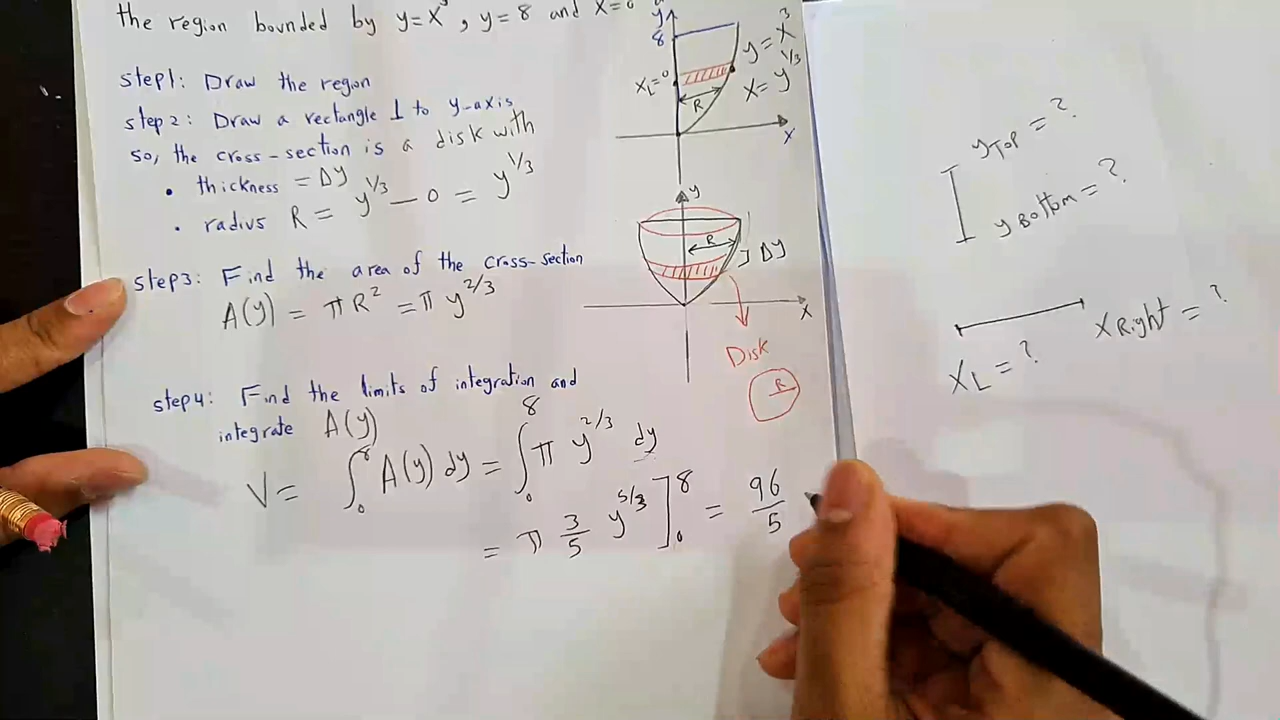 the region bounded by y=x³, y=8 and x=0
step1: Draw the region
step2: Draw a rectangle ⊥ to y-axis
so, the cross-section is a disk with
• thickness = Δy
• radius R = y^1/3 – 0 = y^1/3
step3: Find the area of the cross-section
A(y) = π R² = π y^2/3
step4: Find the limits of integration and
integrate A(y)
V = ∫₀⁸ A(y) dy = ∫₀⁸ π y^2/3 dy
= π 3/5 y^5/3 ]₀⁸ = 96/5
y
8
y = x³
x = y^1/3
x_L=0
R
x
y
R
Δy
x
Disk
R
y_Top = ?
y_Bottom = ?
x_Right = ?
x_L = ?